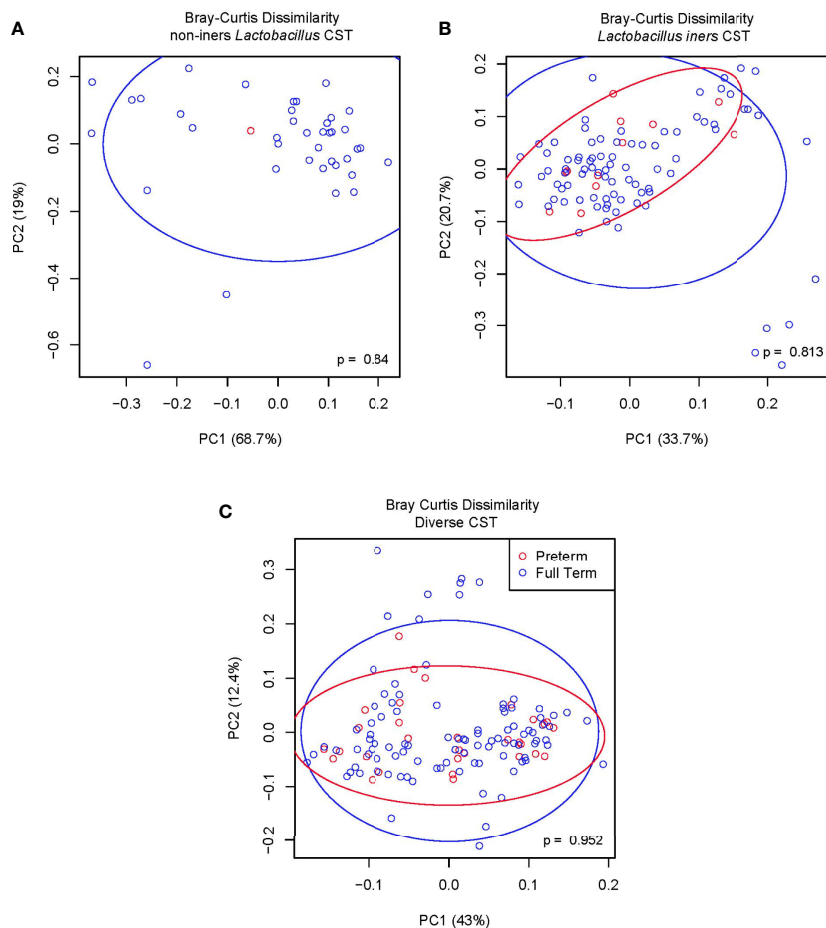 A
Bray-Curtis Dissimilarity
non-iners Lactobacillus CST
0.2
0.0
−0.2
−0.4
−0.6
PC2 (19%)
p = 0.84
−0.3
−0.2
−0.1
0.0
0.1
0.2
PC1 (68.7%)
B
Bray-Curtis Dissimilarity
Lactobacillus iners CST
0.2
0.1
0.0
−0.1
−0.2
−0.3
PC2 (20.7%)
p = 0.813
−0.1
0.0
0.1
0.2
PC1 (33.7%)
C
Bray Curtis Dissimilarity
Diverse CST
Preterm
Full Term
0.3
0.2
0.1
0.0
−0.1
−0.2
PC2 (12.4%)
p = 0.952
−0.1
0.0
0.1
0.2
PC1 (43%)